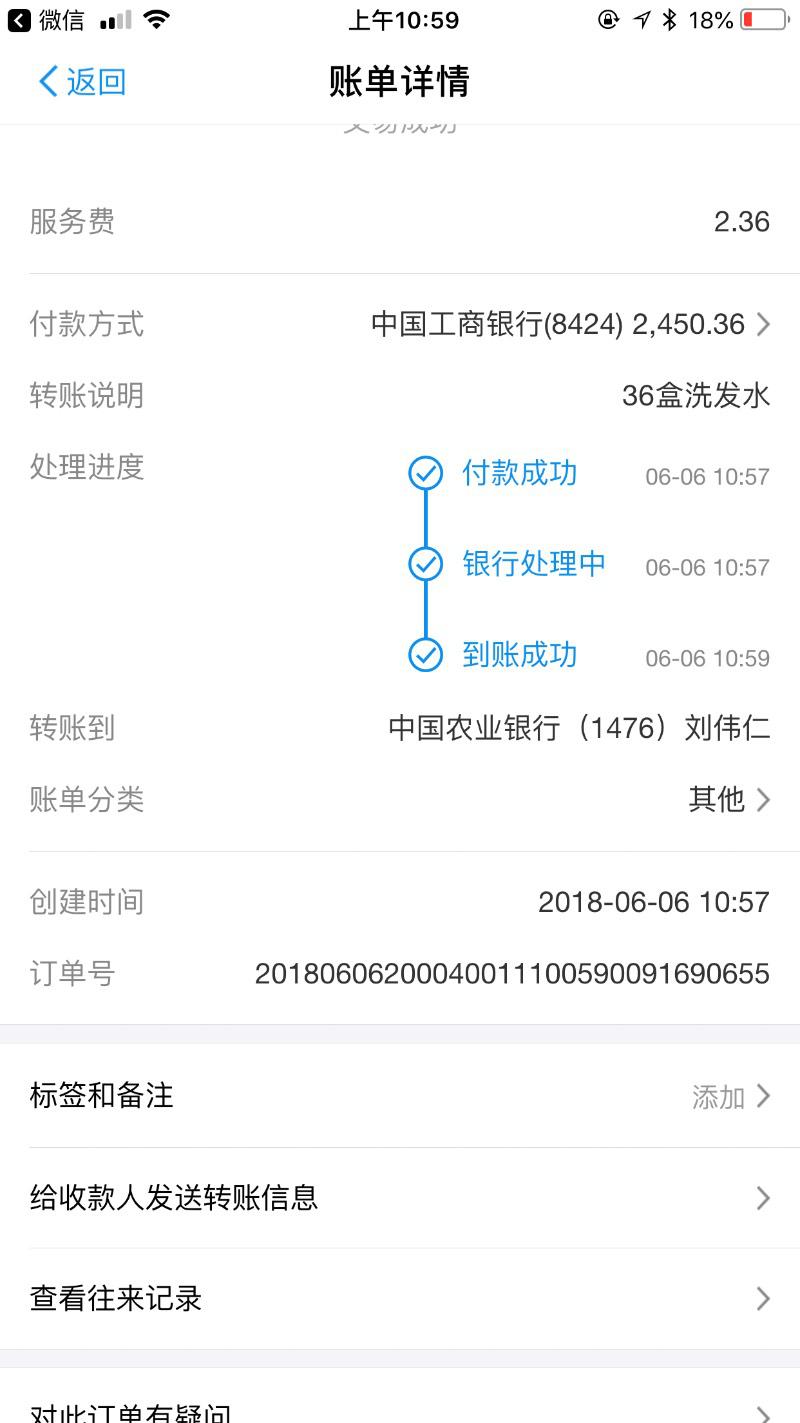 微信 上午10:59 18%
返回 账单详情
交易成功
服务费 2.36
付款方式 中国工商银行(8424) 2,450.36
转账说明 36盒洗发水
处理进度 付款成功 06-06 10:57
银行处理中 06-06 10:57
到账成功 06-06 10:59
转账到 中国农业银行（1476）刘伟仁
账单分类 其他
创建时间 2018-06-06 10:57
订单号 20180606200040011100590091690655
标签和备注 添加
给收款人发送转账信息
查看往来记录
对此订单有疑问